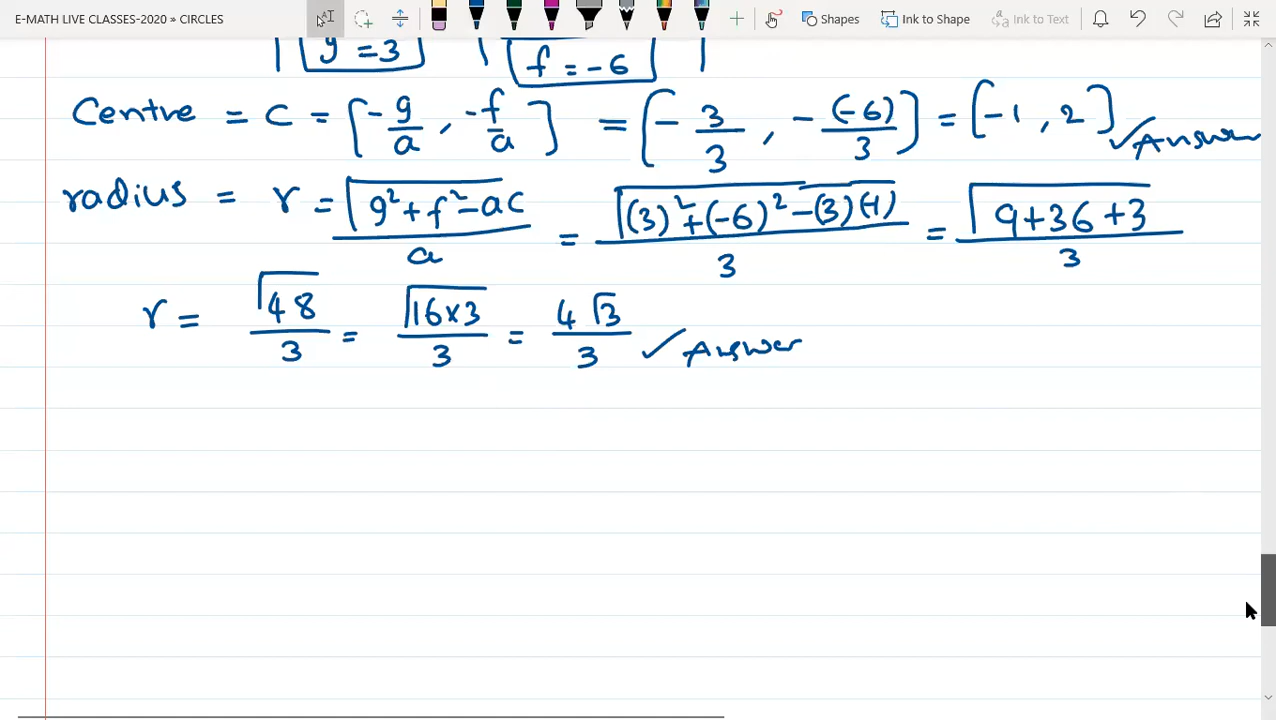 E-MATH LIVE CLASSES-2020 » CIRCLES Shapes Ink to Shape Ink to Text
g = 3 f = -6
Centre = C = [-g/a, -f/a] = [-3/3, -(-6)/3] = [-1, 2] ✓Answer
radius = r = √(g²+f²-ac)/a = √((3)²+(-6)²-(3)(-1))/3 = √(9+36+3)/3
r = √48/3 = √(16×3)/3 = 4√3/3 ✓Answer